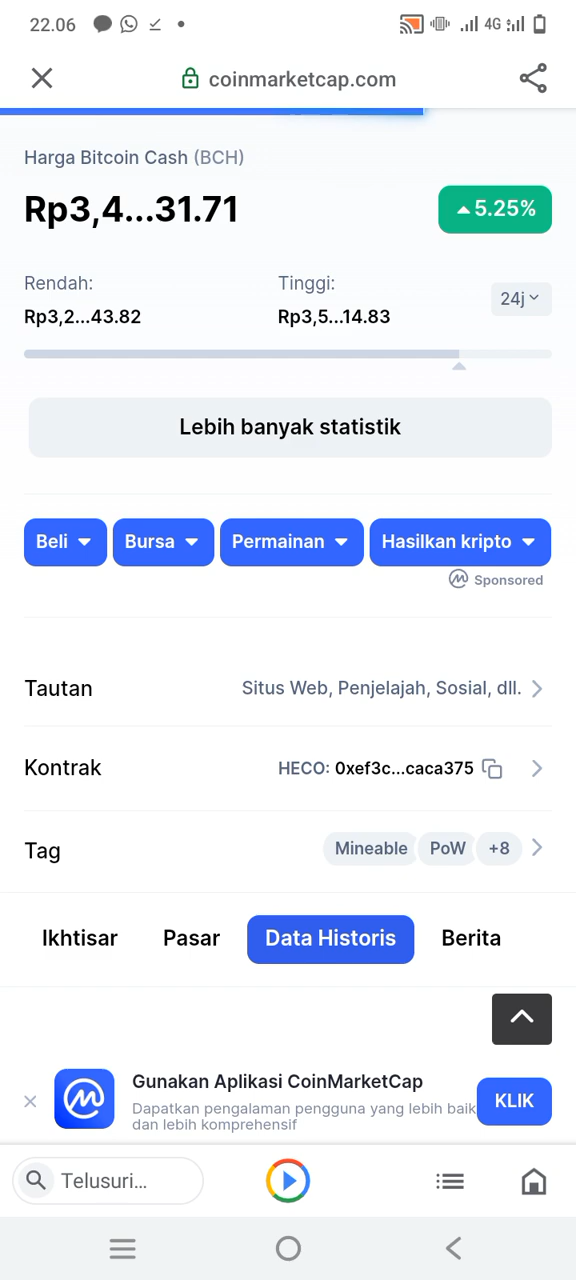 22.06
4G
coinmarketcap.com
Harga Bitcoin Cash (BCH)
Rp3,4...31.71
5.25%
Rendah:
Tinggi:
Rp3,2...43.82
Rp3,5...14.83
24j
Lebih banyak statistik
Beli
Bursa
Permainan
Hasilkan kripto
Sponsored
Tautan
Situs Web, Penjelajah, Sosial, dll.
Kontrak
HECO: 0xef3c...caca375
Tag
Mineable
PoW
+8
Ikhtisar
Pasar
Data Historis
Berita
Gunakan Aplikasi CoinMarketCap
Dapatkan pengalaman pengguna yang lebih baik
dan lebih komprehensif
KLIK
Telusuri...